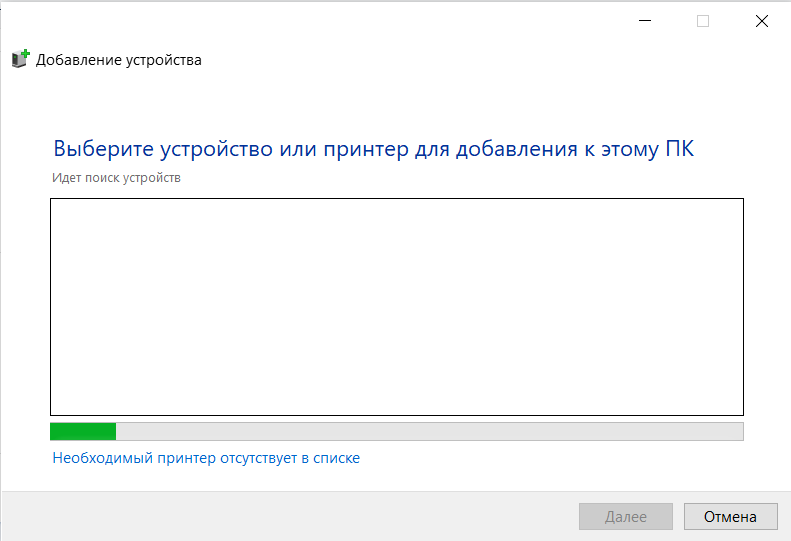 Добавление устройства
Выберите устройство или принтер для добавления к этому ПК
Идет поиск устройств
Необходимый принтер отсутствует в списке
Далее
Отмена